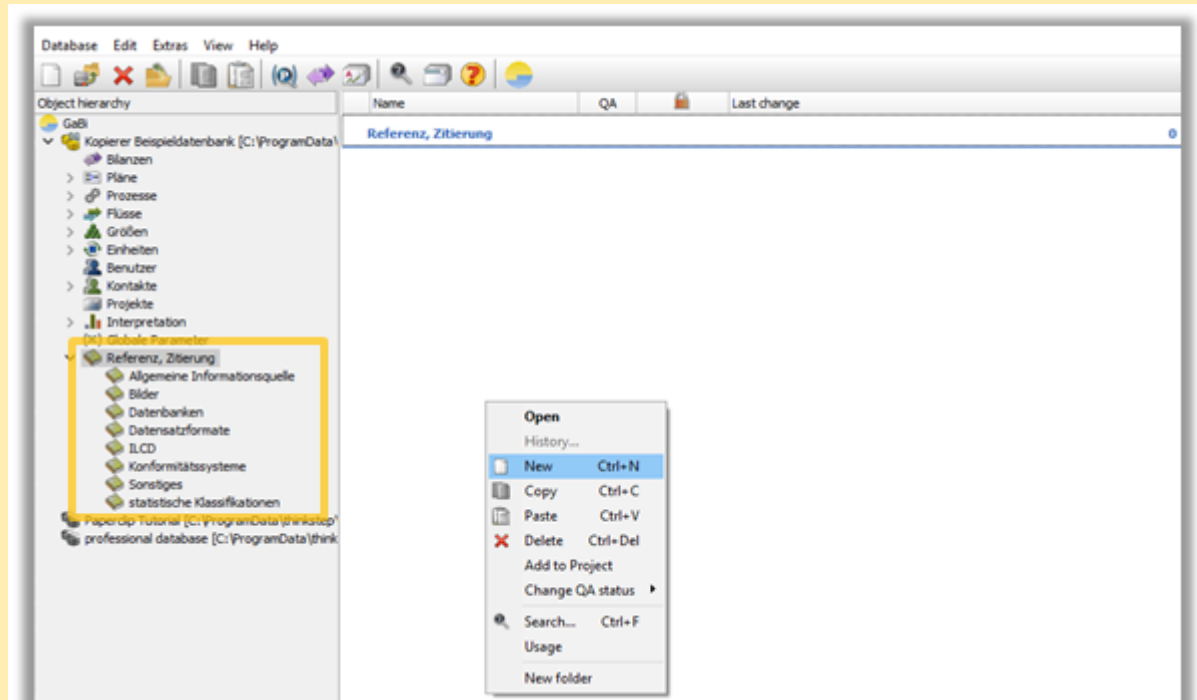 Database Edit Extras View Help
Object hierarchy Name QA Last change
GaBi
Referenz, Zitierung 0
Kopierer Beispieldatenbank [C:\ProgramData\
Bilanzen
Pläne
Prozesse
Flüsse
Größen
Einheiten
Benutzer
Kontakte
Projekte
Interpretation
(X) Globale Parameter
Referenz, Zitierung
Allgemeine Informationsquelle
Bilder
Datenbanken
Datensatzformate
ILCD
Konformitätssysteme
Sonstiges
statistische Klassifikationen
Paperclip Tutorial [C:\ProgramData\thinkstep\
professional database [C:\ProgramData\think
Open
History...
New Ctrl+N
Copy Ctrl+C
Paste Ctrl+V
Delete Ctrl+Del
Add to Project
Change QA status
Search... Ctrl+F
Usage
New folder